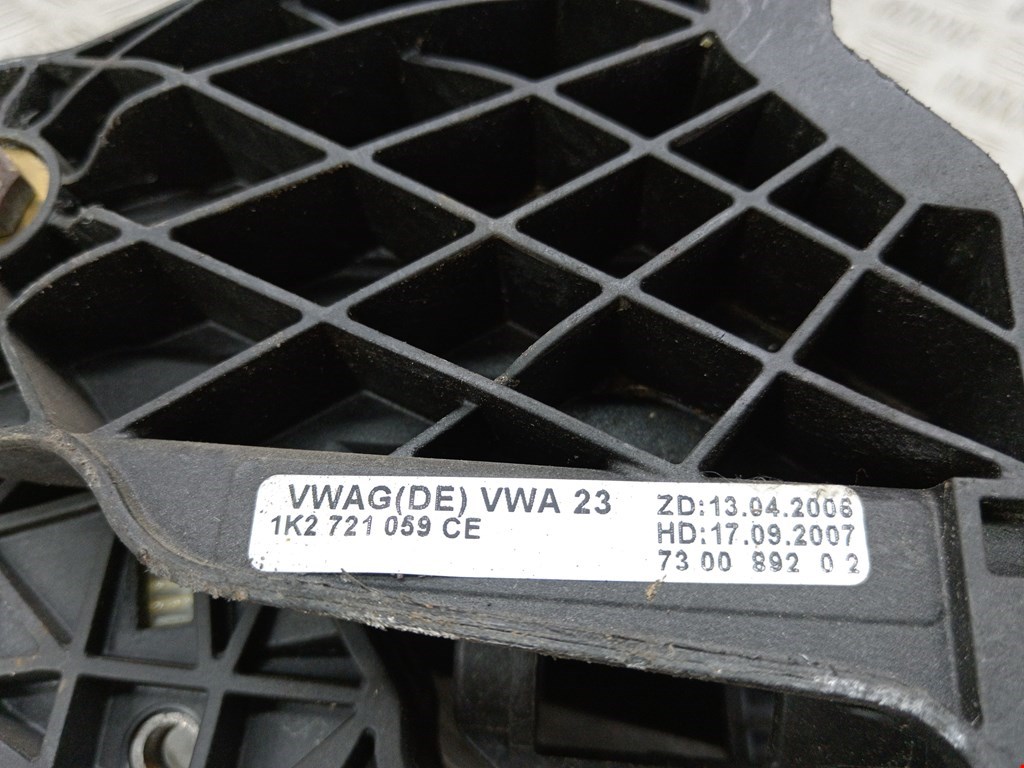 VWAG(DE) VWA 23
1K2 721 059 CE
ZD:13.04.2006
HD:17.09.2007
73 00 892 0 2